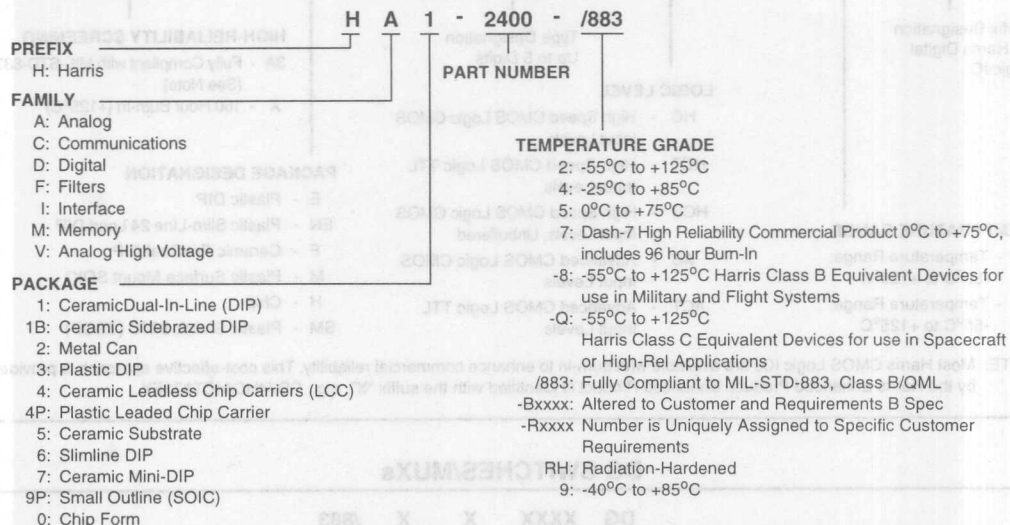 H A 1 - 2400 - /883
PREFIX
H: Harris
FAMILY
A: Analog
C: Communications
D: Digital
F: Filters
I: Interface
M: Memory
V: Analog High Voltage
PACKAGE
1: CeramicDual-In-Line (DIP)
1B: Ceramic Sidebrazed DIP
2: Metal Can
3: Plastic DIP
4: Ceramic Leadless Chip Carriers (LCC)
4P: Plastic Leaded Chip Carrier
5: Ceramic Substrate
6: Slimline DIP
7: Ceramic Mini-DIP
9P: Small Outline (SOIC)
0: Chip Form
PART NUMBER
TEMPERATURE GRADE
2: -55°C to +125°C
4: -25°C to +85°C
5: 0°C to +75°C
7: Dash-7 High Reliability Commercial Product 0°C to +75°C,
includes 96 hour Burn-In
-8: -55°C to +125°C Harris Class B Equivalent Devices for
use in Military and Flight Systems
-Q: -55°C to +125°C
Harris Class C Equivalent Devices for use in Spacecraft
or High-Rel Applications
/883: Fully Compliant to MIL-STD-883, Class B/QML
-Bxxxx: Altered to Customer and Requirements B Spec
-Rxxxx Number is Uniquely Assigned to Specific Customer
Requirements
RH: Radiation-Hardened
9: -40°C to +85°C